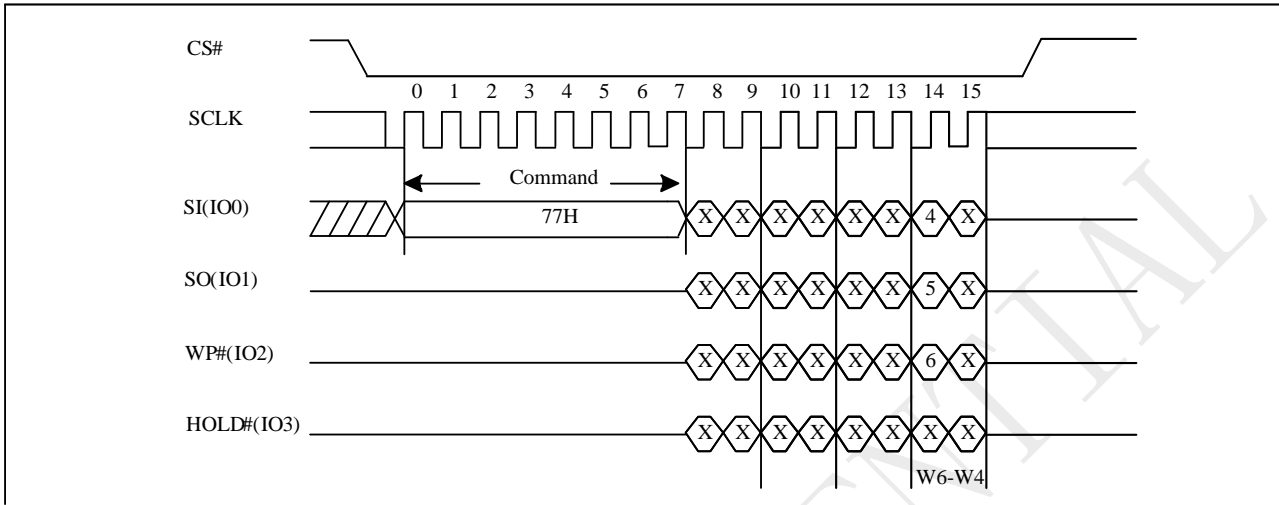 CS#
0 1 2 3 4 5 6 7 8 9 10 11 12 13 14 15
SCLK
Command
SI(IO0) 77H X X X X X X 4 X
SO(IO1) X X X X X X 5 X
WP#(IO2) X X X X X X 6 X
HOLD#(IO3) X X X X X X X X
W6-W4